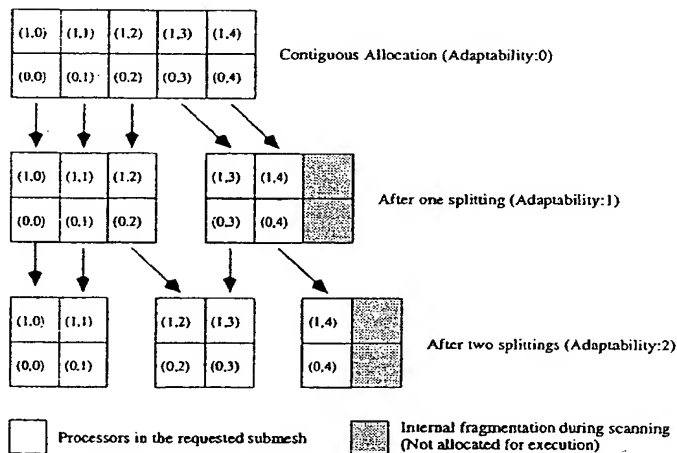 (1,0) (1,1) (1,2) (1,3) (1,4)
Contiguous Allocation (Adaptability:0)
(0,0) (0,1) (0,2) (0,3) (0,4)
(1,0) (1,1) (1,2) (1,3) (1,4)
After one splitting (Adaptability:1)
(0,0) (0,1) (0,2) (0,3) (0,4)
(1,0) (1,1) (1,2) (1,3) (1,4)
After two splittings (Adaptability:2)
(0,0) (0,1) (0,2) (0,3) (0,4)
Processors in the requested submesh
Internal fragmentation during scanning
(Not allocated for execution)